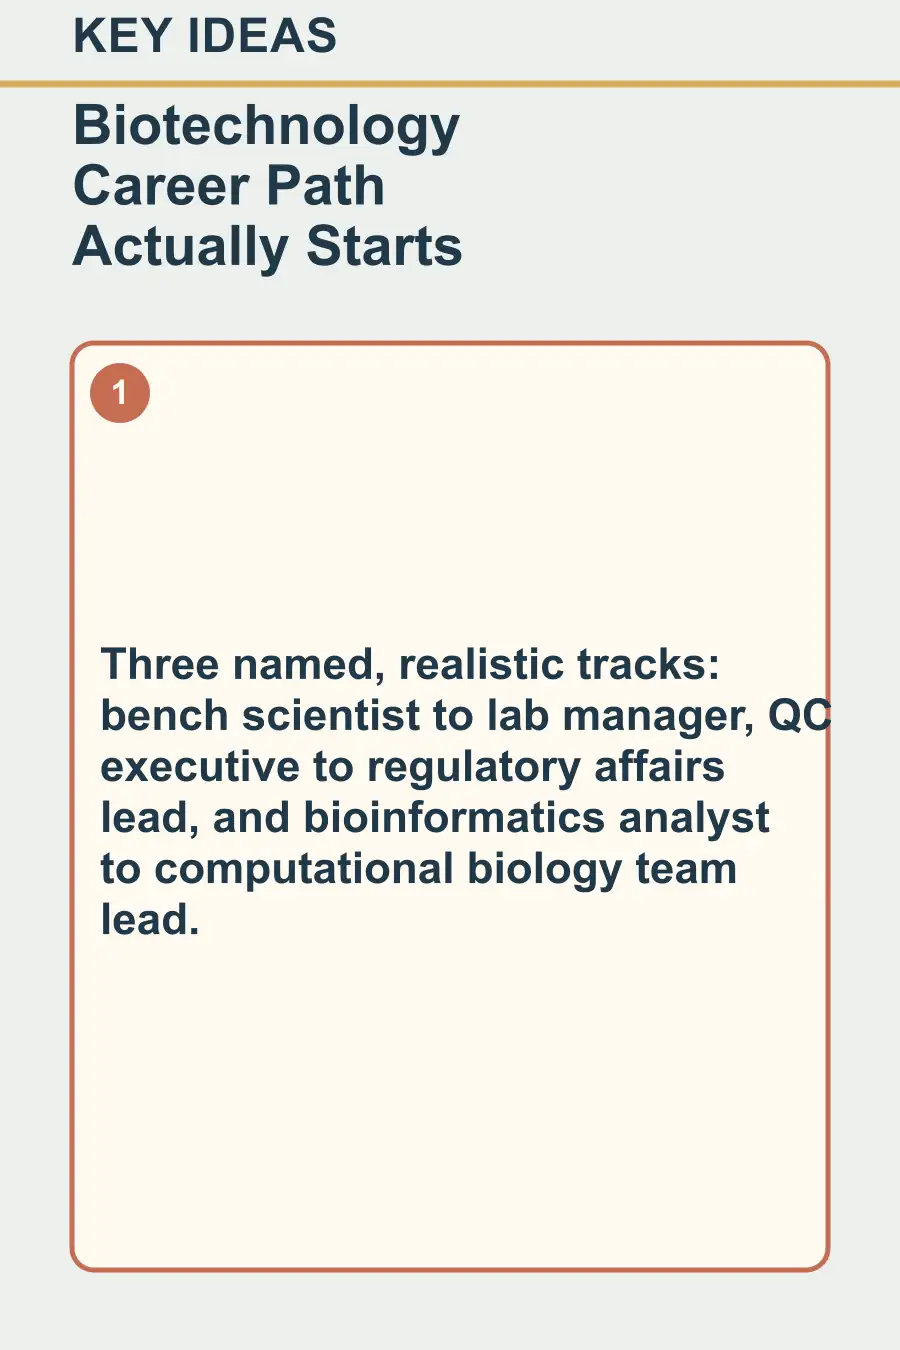 KEY IDEAS
Biotechnology
Career Path
Actually Starts
1
Three named, realistic tracks:
bench scientist to lab manager, QC
executive to regulatory affairs
lead, and bioinformatics analyst
to computational biology team
lead.